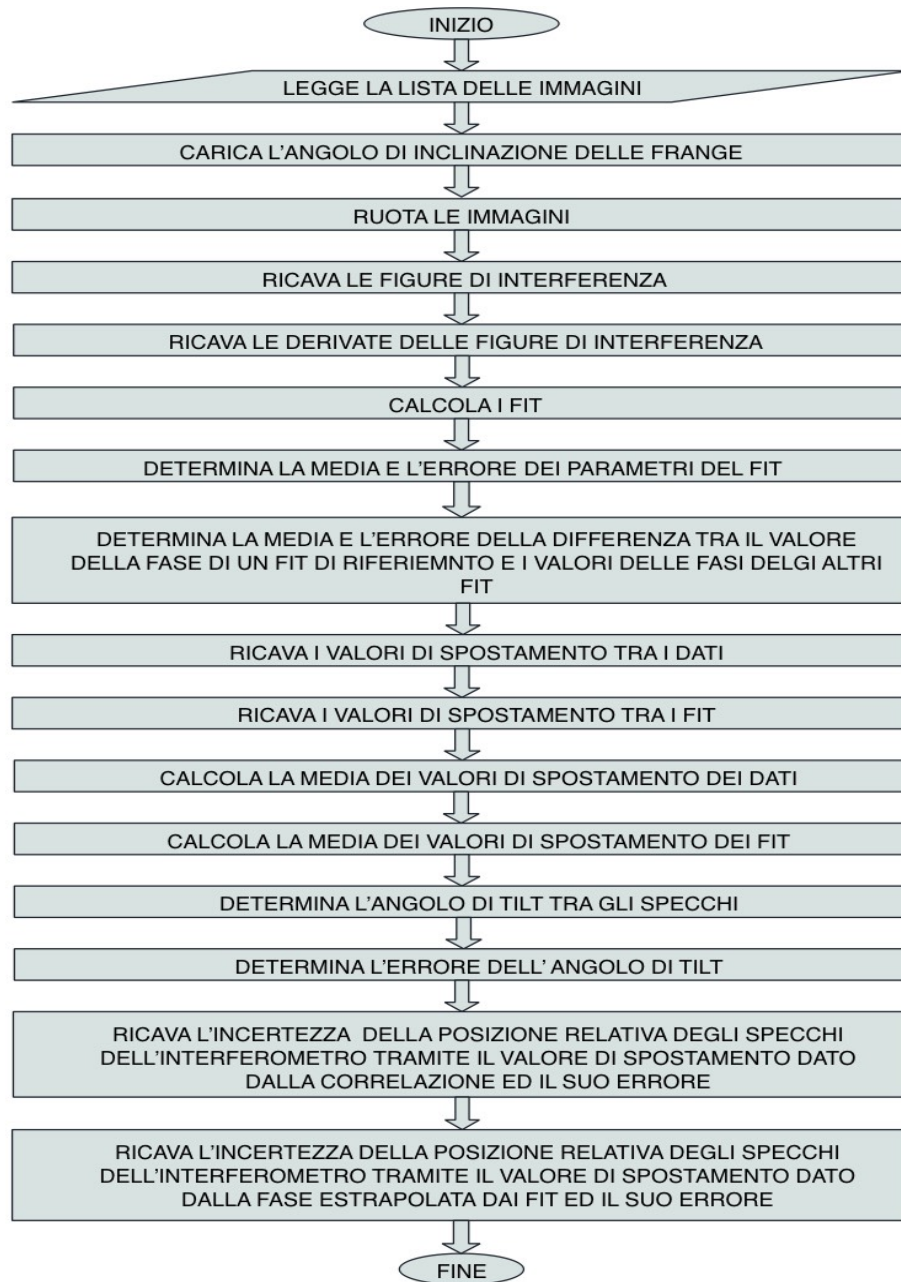 INIZIO
LEGGE LA LISTA DELLE IMMAGINI
CARICA L'ANGOLO DI INCLINAZIONE DELLE FRANGE
RUOTA LE IMMAGINI
RICAVA LE FIGURE DI INTERFERENZA
RICAVA LE DERIVATE DELLE FIGURE DI INTERFERENZA
CALCOLA I FIT
DETERMINA LA MEDIA E L'ERRORE DEI PARAMETRI DEL FIT
DETERMINA LA MEDIA E L'ERRORE DELLA DIFFERENZA TRA IL VALORE
DELLA FASE DI UN FIT DI RIFERIEMNTO E I VALORI DELLE FASI DELGI ALTRI
FIT
RICAVA I VALORI DI SPOSTAMENTO TRA I DATI
RICAVA I VALORI DI SPOSTAMENTO TRA I FIT
CALCOLA LA MEDIA DEI VALORI DI SPOSTAMENTO DEI DATI
CALCOLA LA MEDIA DEI VALORI DI SPOSTAMENTO DEI FIT
DETERMINA L'ANGOLO DI TILT TRA GLI SPECCHI
DETERMINA L'ERRORE DELL' ANGOLO DI TILT
RICAVA L'INCERTEZZA DELLA POSIZIONE RELATIVA DEGLI SPECCHI
DELL'INTERFEROMETRO TRAMITE IL VALORE DI SPOSTAMENTO DATO
DALLA CORRELAZIONE ED IL SUO ERRORE
RICAVA L'INCERTEZZA DELLA POSIZIONE RELATIVA DEGLI SPECCHI
DELL'INTERFEROMETRO TRAMITE IL VALORE DI SPOSTAMENTO DATO
DALLA FASE ESTRAPOLATA DAI FIT ED IL SUO ERRORE
FINE